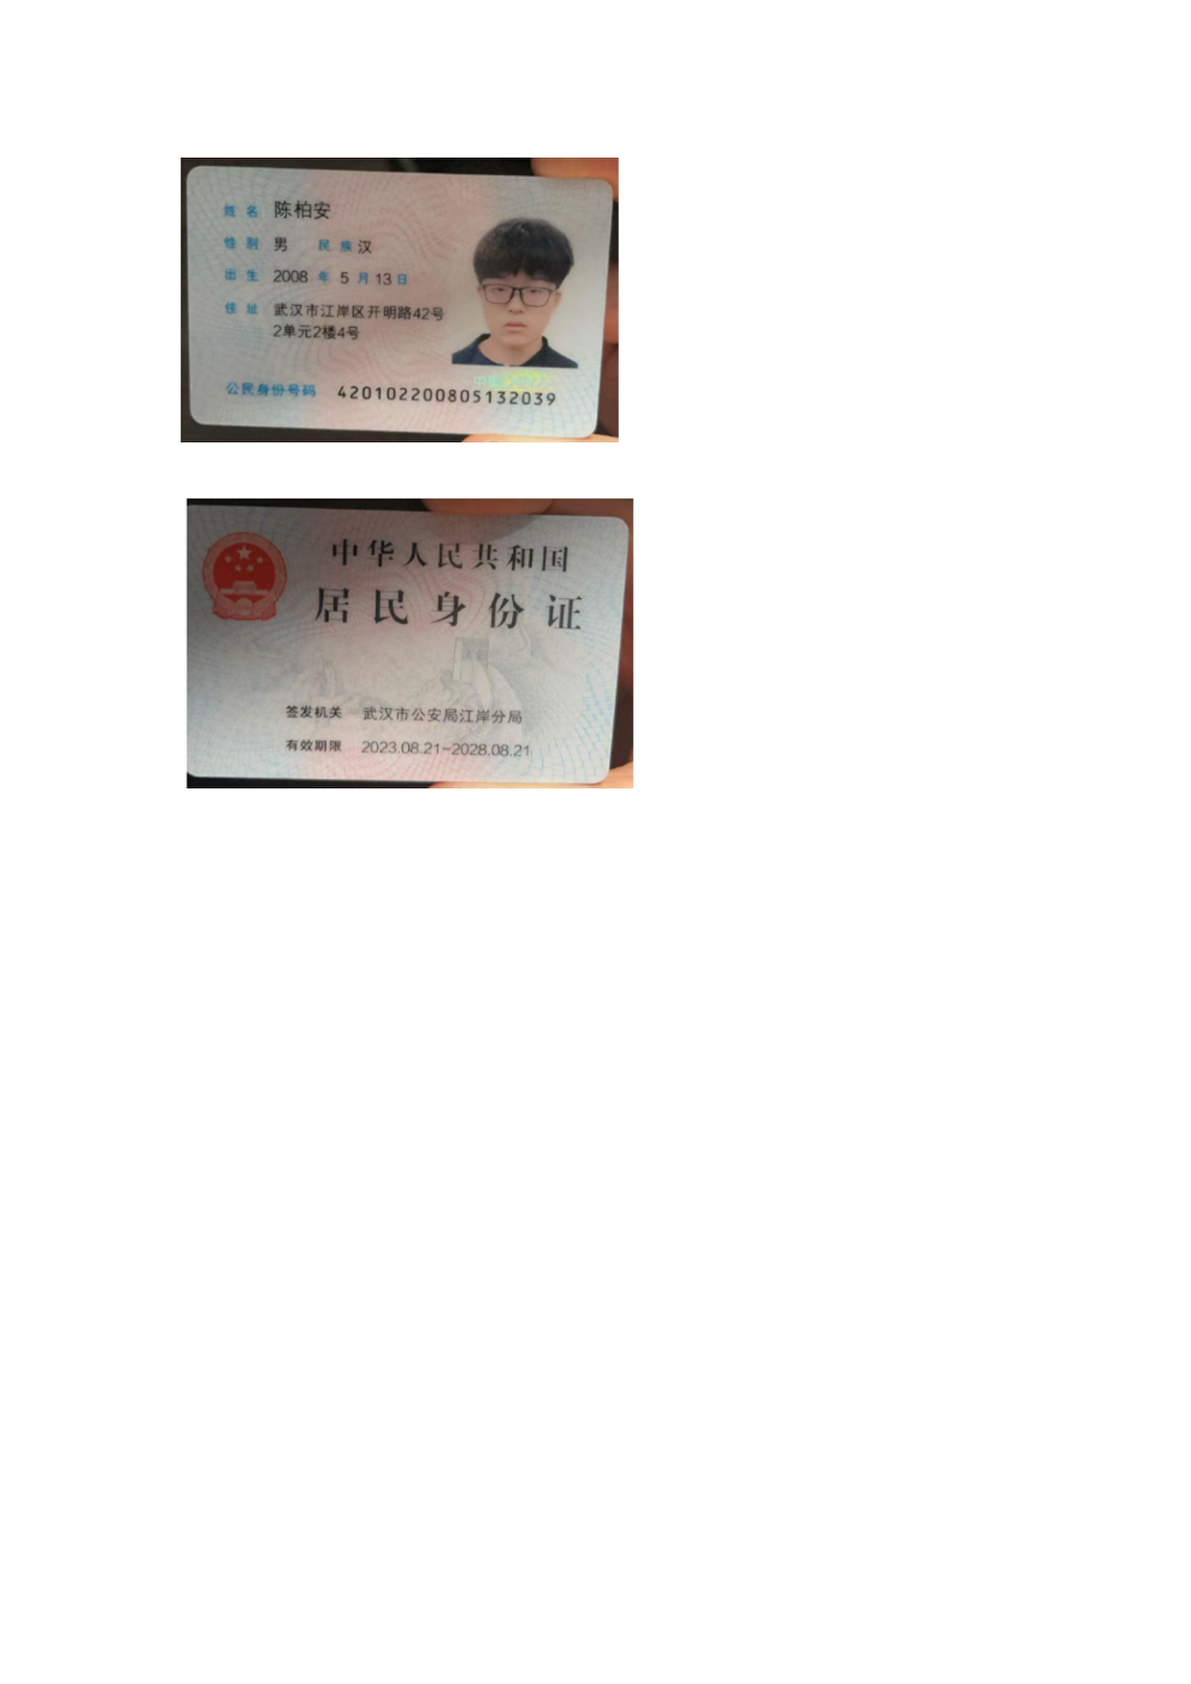 姓名 陈柏安
性别 男 民族 汉
出生 2008 年 5 月 13 日
住址 武汉市江岸区开明路42号
2单元2楼4号
公民身份号码 420102200805132039
中华人民共和国
居民身份证
签发机关 武汉市公安局江岸分局
有效期限 2023.08.21-2028.08.21